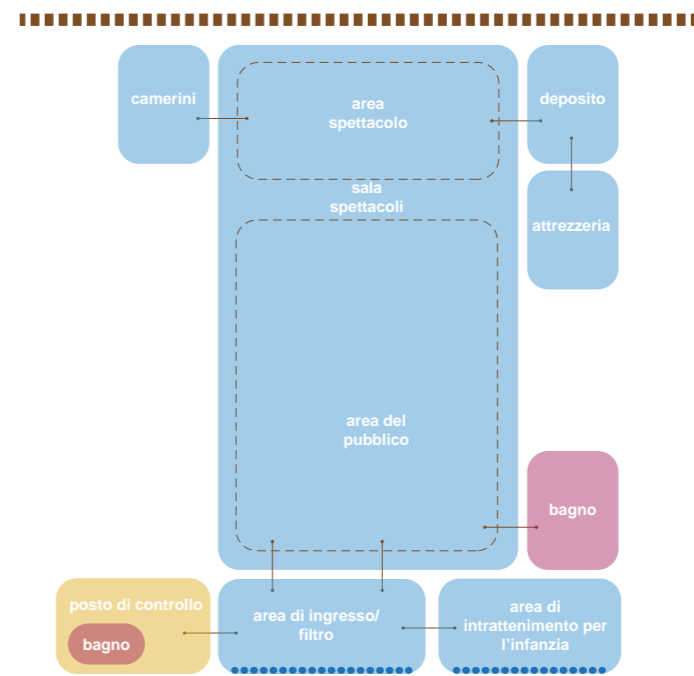 camerini
area
spettacolo
deposito
sala
spettacoli
attrezzeria
area del
pubblico
bagno
posto di controllo
bagno
area di ingresso/
filtro
area di
intrattenimento per
l’infanzia